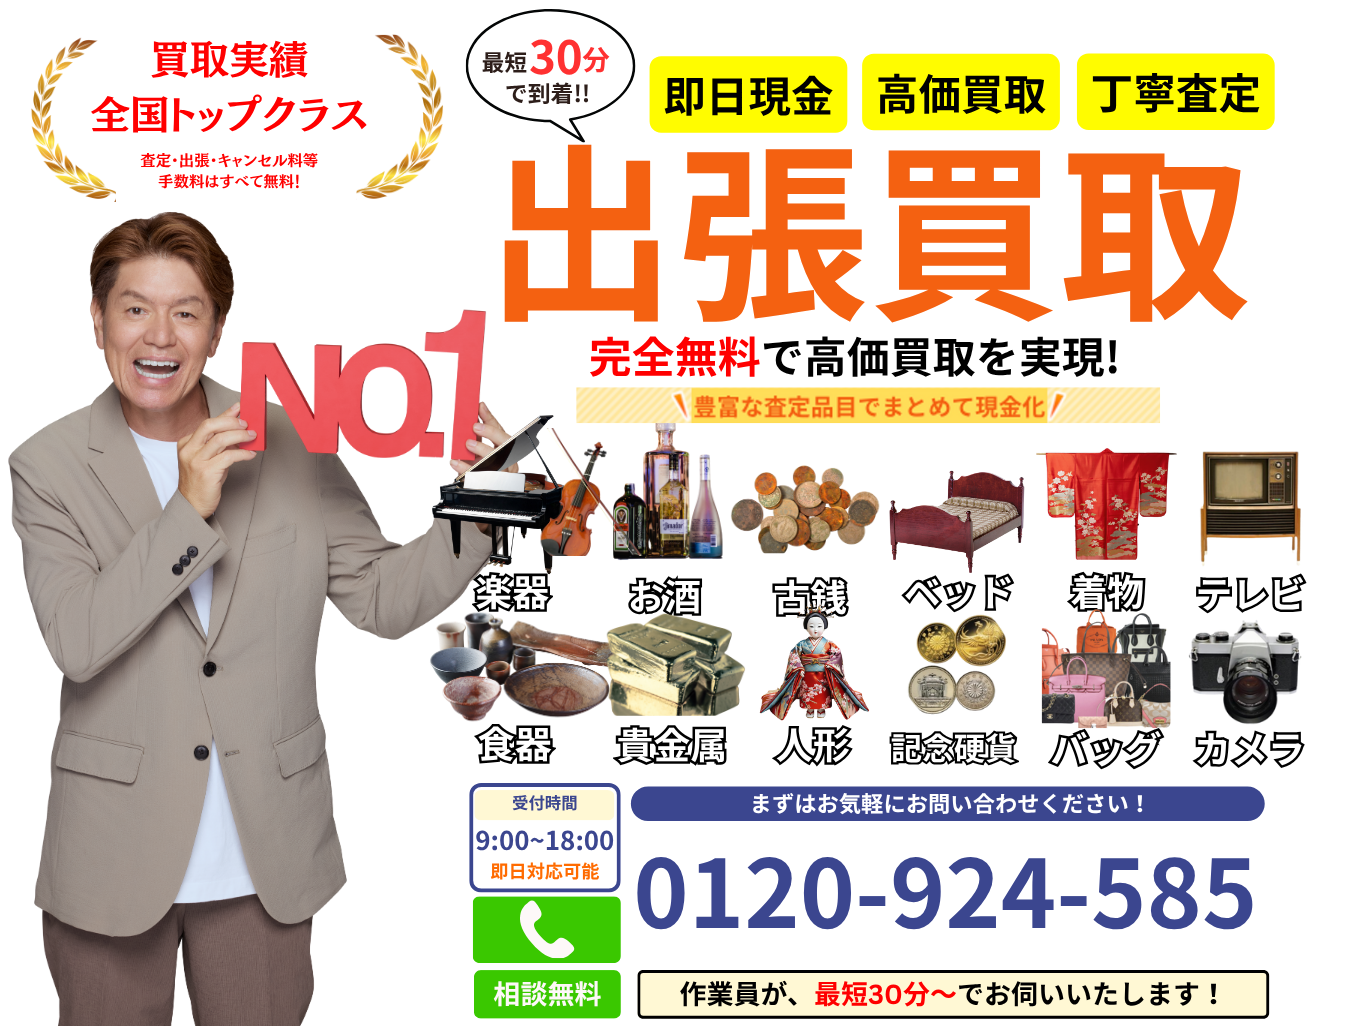 買取実績
全国トップクラス
査定・出張・キャンセル料等
手数料はすべて無料!
最短30分
で到着!!
即日現金
高価買取
丁寧査定
出張買取
完全無料で高価買取を実現!
豊富な査定品目でまとめて現金化
NO.1
楽器
お酒
古銭
ベッド
着物
テレビ
食器
貴金属
人形
記念硬貨
バッグ
カメラ
受付時間
9:00~18:00
即日対応可能
まずはお気軽にお問い合わせください！
0120-924-585
相談無料
作業員が、最短30分～でお伺いいたします！